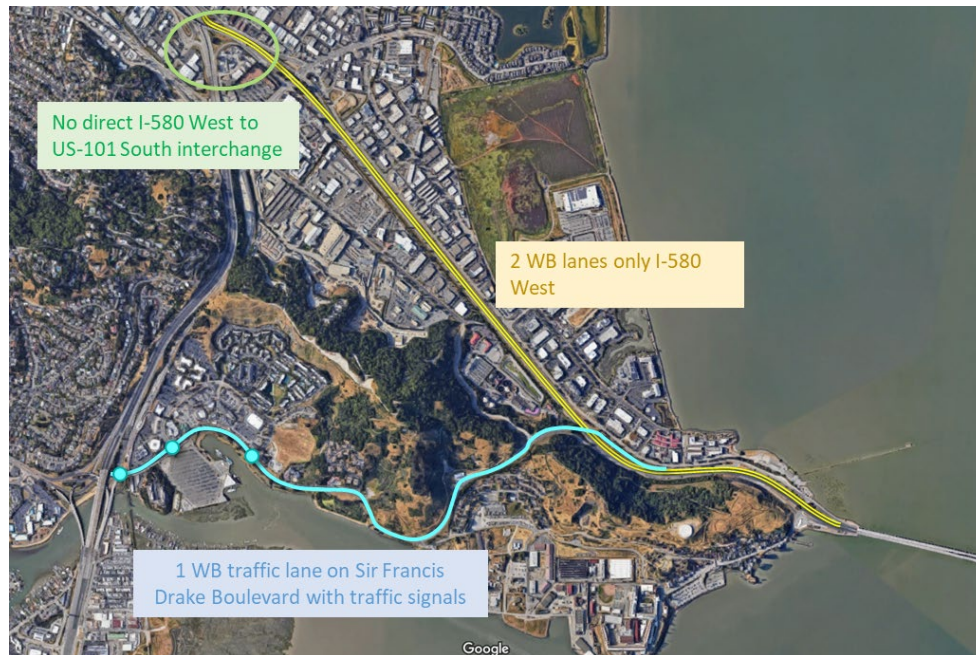 No direct I-580 West to
US-101 South interchange
2 WB lanes only I-580
West
1 WB traffic lane on Sir Francis
Drake Boulevard with traffic signals
Google